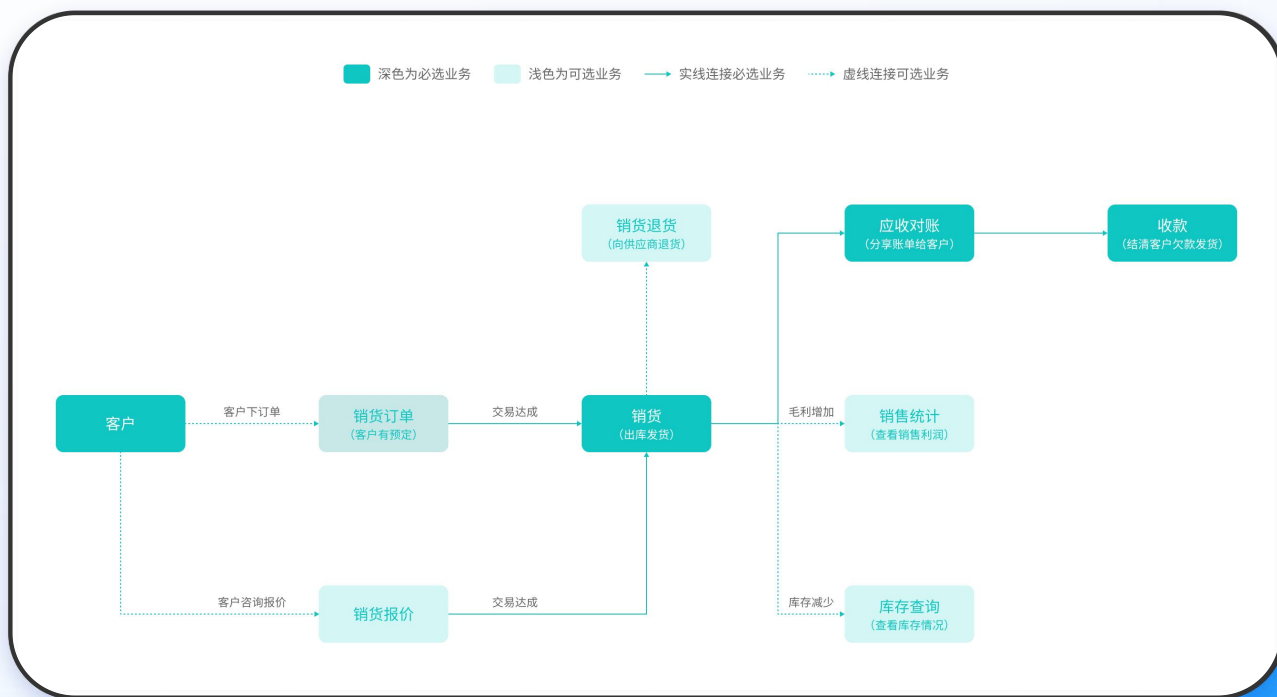 深色为必选业务
浅色为可选业务
实线连接必选业务
虚线连接可选业务
销货退货
(向供应商退货)
应收对账
(分享账单给客户)
收款
(结清客户欠款发货)
客户
客户下订单
销货订单
(客户有预定)
交易达成
销货
(出库发货)
毛利增加
销售统计
(查看销售利润)
客户咨询报价
销货报价
交易达成
库存减少
库存查询
(查看库存情况)